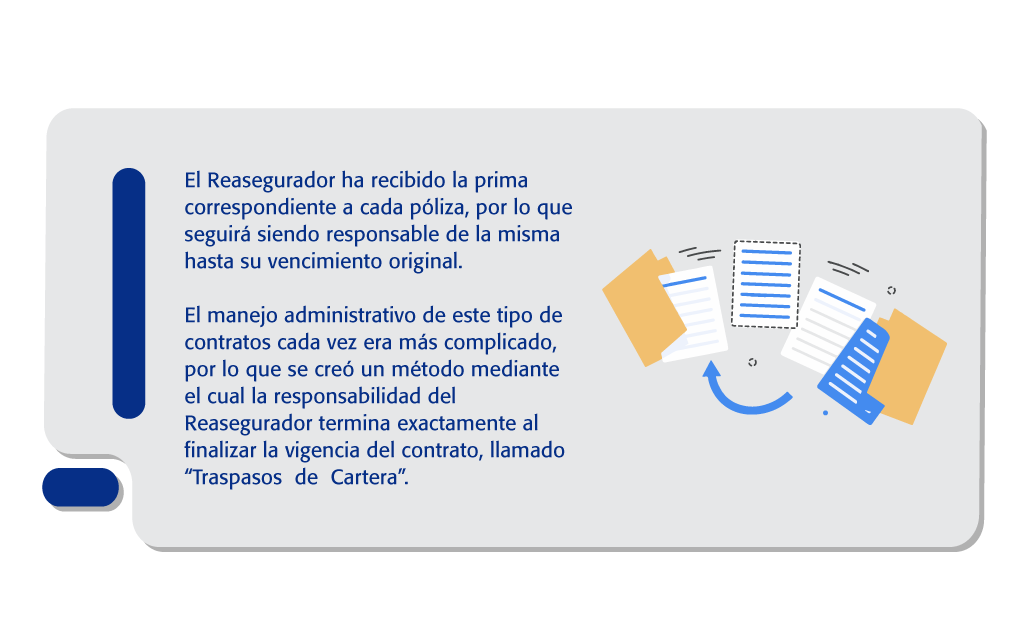 El Reasegurador ha recibido la prima
correspondiente a cada póliza, por lo que
seguirá siendo responsable de la misma
hasta su vencimiento original.
El manejo administrativo de este tipo de
contratos cada vez era más complicado,
por lo que se creó un método mediante
el cual la responsabilidad del
Reasegurador termina exactamente al
finalizar la vigencia del contrato, llamado
“Traspasos de Cartera”.